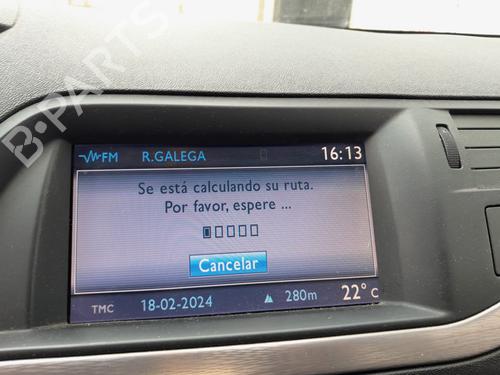 B-PARTS
FM R.GALEGA 16:13
Se está calculando su ruta.
Por favor, espere ...
Cancelar
TMC 18-02-2024 280m 22°C